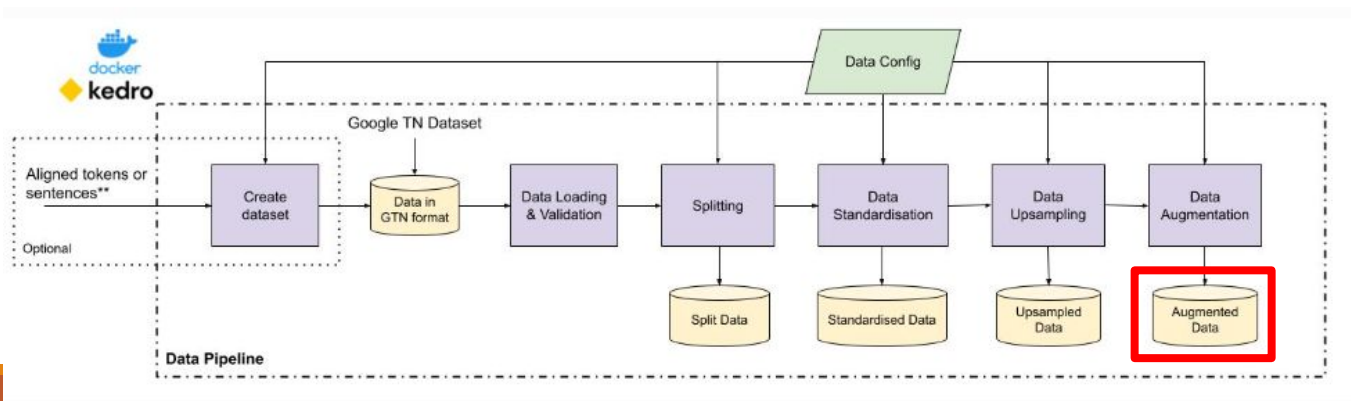 docker
kedro
Data Config
Google TN Dataset
Aligned tokens or
sentences**
Optional
Create
dataset
Data in
GTN format
Data Loading
& Validation
Splitting
Data
Standardisation
Data
Upsampling
Data
Augmentation
Split Data
Standardised Data
Upsampled
Data
Augmented
Data
Data Pipeline